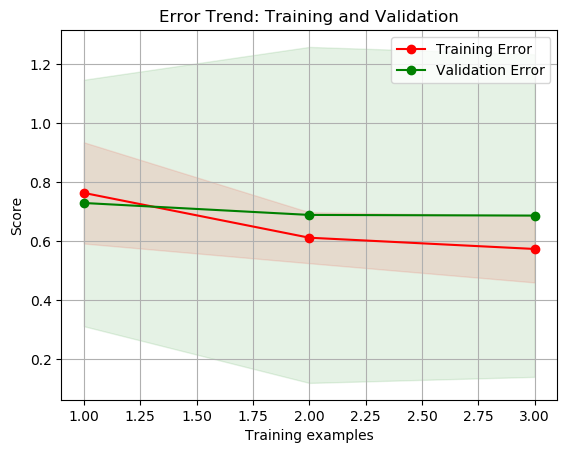 Error Trend: Training and Validation
Training Error
Validation Error
Score
1.2
1.0
0.8
0.6
0.4
0.2
1.00 1.25 1.50 1.75 2.00 2.25 2.50 2.75 3.00
Training examples